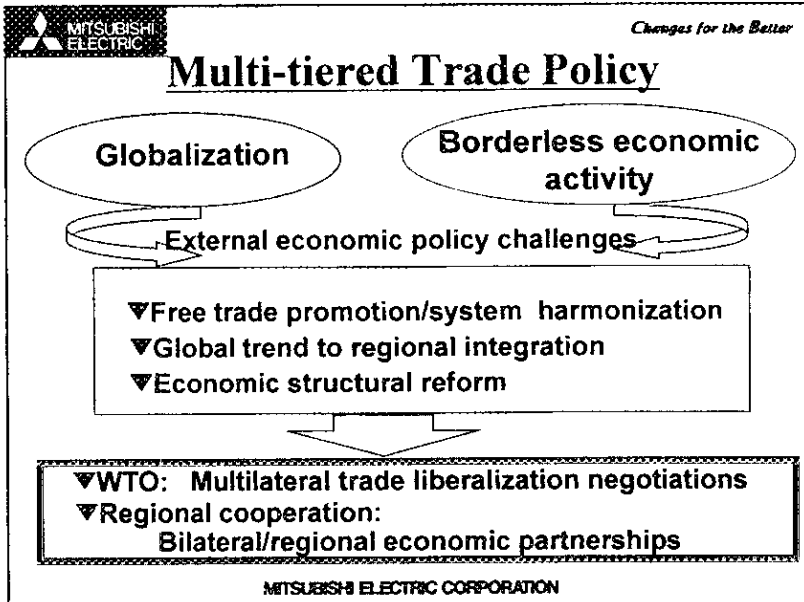 MITSUBISHI
ELECTRIC
Changes for the Better
Multi-tiered Trade Policy
Globalization
Borderless economic
activity
External economic policy challenges
▼Free trade promotion/system harmonization
▼Global trend to regional integration
▼Economic structural reform
▼WTO: Multilateral trade liberalization negotiations
▼Regional cooperation:
Bilateral/regional economic partnerships
MITSUBISHI ELECTRIC CORPORATION